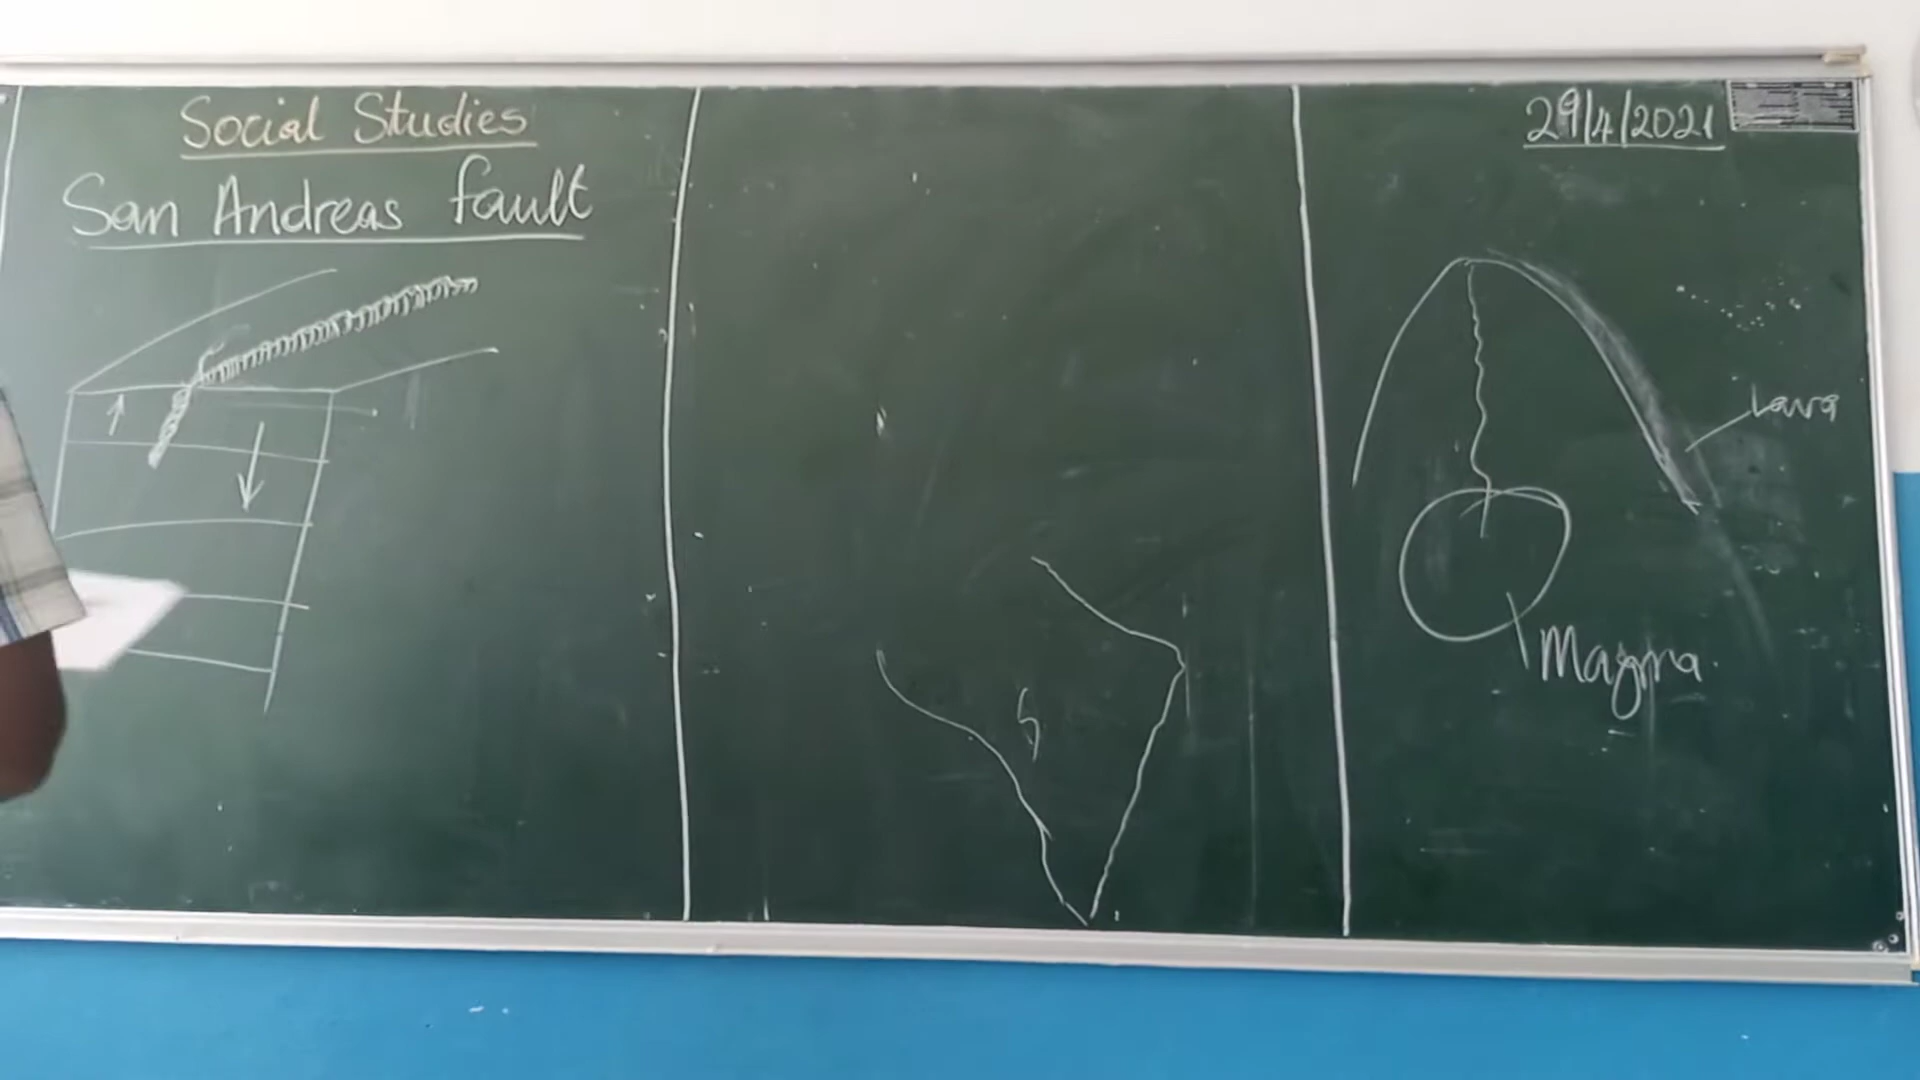 Social Studies
San Andreas fault
S
29/4/2021
Lava
Magma